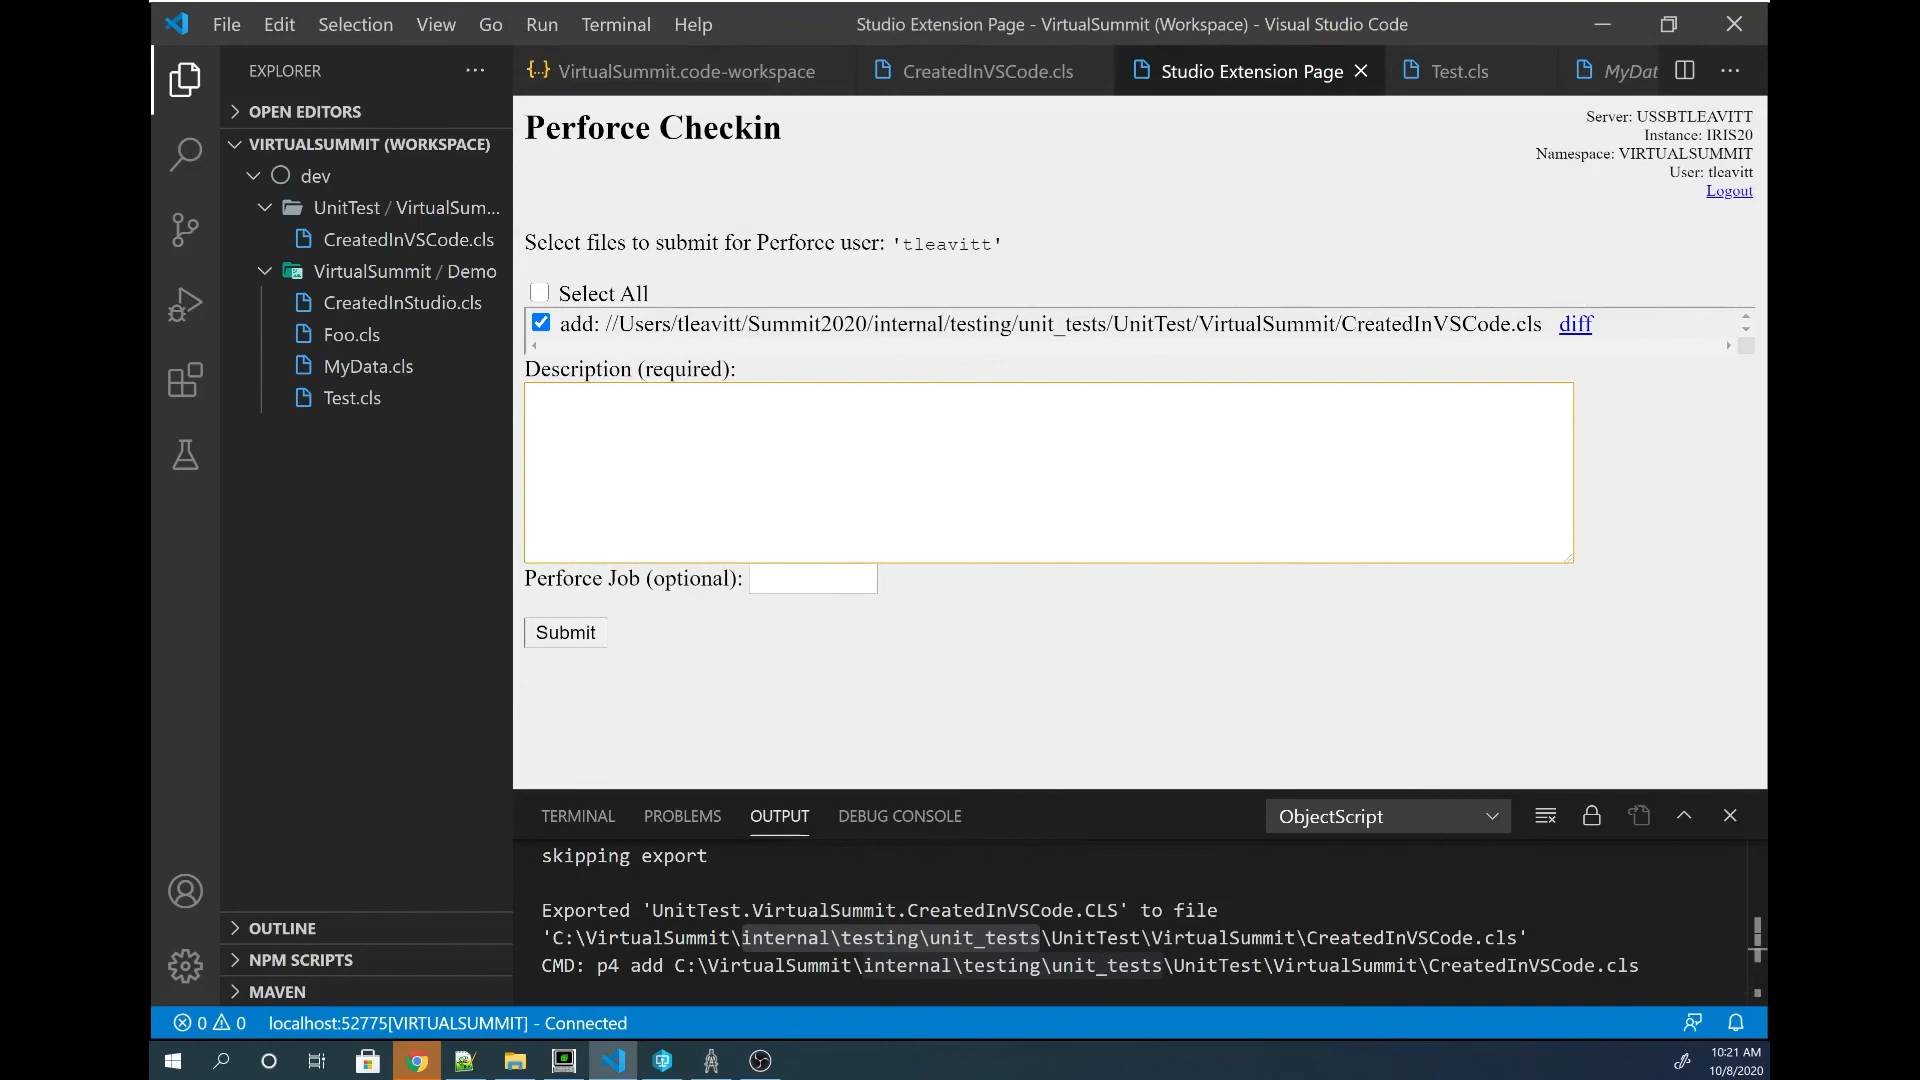 File Edit Selection View Go Run Terminal Help Studio Extension Page - VirtualSummit (Workspace) - Visual Studio Code
EXPLORER
VirtualSummit.code-workspace CreatedInVSCode.cls Studio Extension Page Test.cls MyDat
OPEN EDITORS
VIRTUALSUMMIT (WORKSPACE)
dev
UnitTest / VirtualSum...
CreatedInVSCode.cls
VirtualSummit / Demo
CreatedInStudio.cls
Foo.cls
MyData.cls
Test.cls
OUTLINE
NPM SCRIPTS
MAVEN
Perforce Checkin
Server: USSBTLEAVITT
Instance: IRIS20
Namespace: VIRTUALSUMMIT
User: tleavitt
Logout
Select files to submit for Perforce user: 'tleavitt'
Select All
add: //Users/tleavitt/Summit2020/internal/testing/unit_tests/UnitTest/VirtualSummit/CreatedInVSCode.cls diff
Description (required):
Perforce Job (optional):
Submit
TERMINAL PROBLEMS OUTPUT DEBUG CONSOLE ObjectScript
skipping export
Exported 'UnitTest.VirtualSummit.CreatedInVSCode.CLS' to file
'C:\VirtualSummit\internal\testing\unit_tests\UnitTest\VirtualSummit\CreatedInVSCode.cls'
CMD: p4 add C:\VirtualSummit\internal\testing\unit_tests\UnitTest\VirtualSummit\CreatedInVSCode.cls
0 0 localhost:52775[VIRTUALSUMMIT] - Connected
10:21 AM
10/8/2020